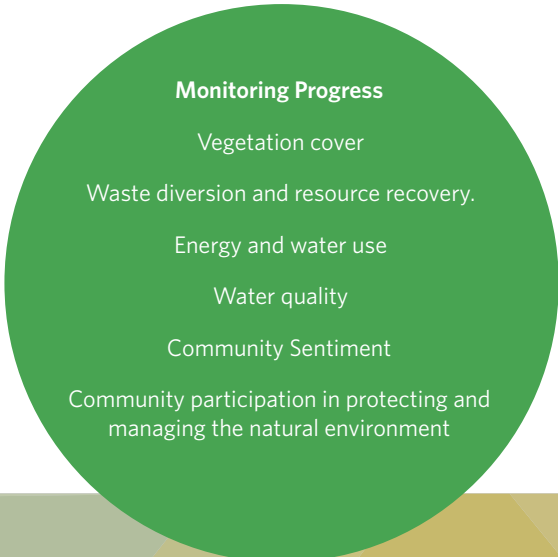 Monitoring Progress
Vegetation cover
Waste diversion and resource recovery.
Energy and water use
Water quality
Community Sentiment
Community participation in protecting and
managing the natural environment